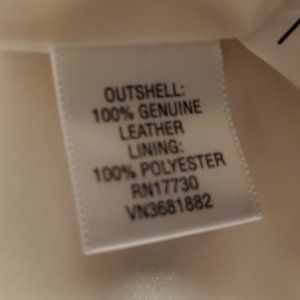 OUTSHELL:
100% GENUINE
LEATHER
LINING:
100% POLYESTER
RN17730
VN3681882